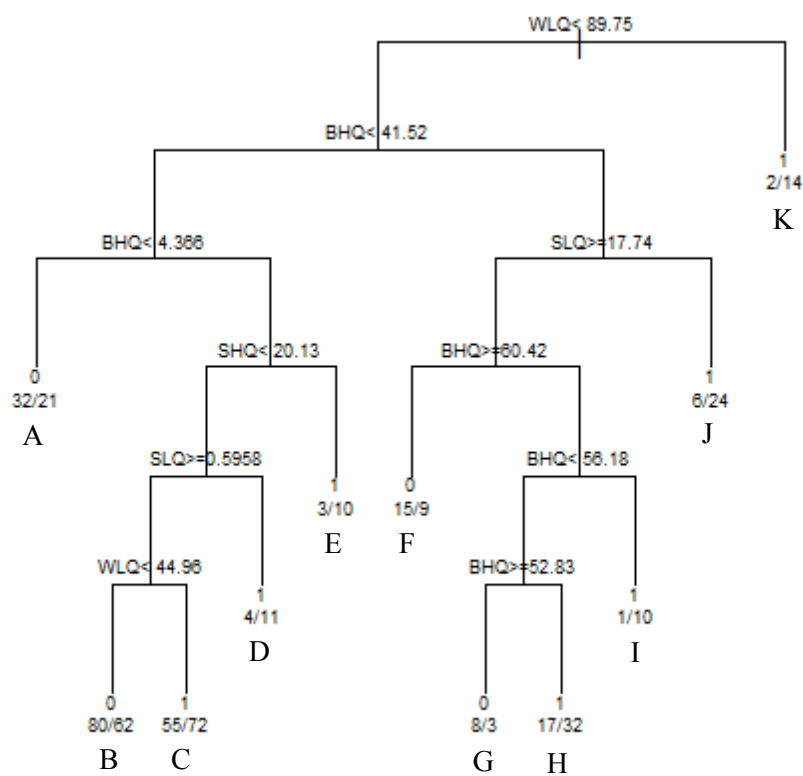 WLQ< 89.75
BHQ< 41.52
1
2/14
K
BHQ< 4.366
SLQ>=17.74
0
32/21
A
SHQ< 20.13
BHQ>=60.42
1
6/24
J
SLQ>=0.5958
1
3/10
E
0
15/9
F
BHQ< 56.18
WLQ< 44.96
1
4/11
D
BHQ>=52.83
1
1/10
I
0
80/62
B
1
55/72
C
0
8/3
G
1
17/32
H